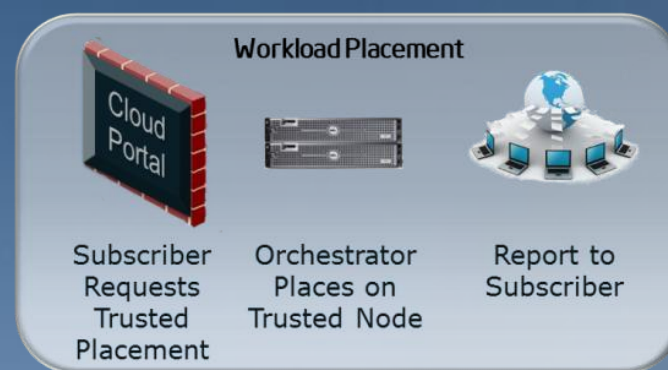 Workload Placement
Cloud
Portal
Subscriber
Requests
Trusted
Placement
Orchestrator
Places on
Trusted Node
Report to
Subscriber